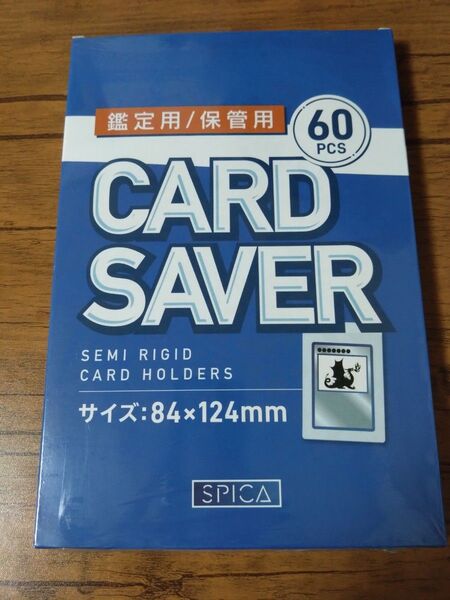 鑑定用/保管用
60
PCS
CARD
SAVER
SEMI RIGID
CARD HOLDERS
サイズ:84×124mm
SPICA